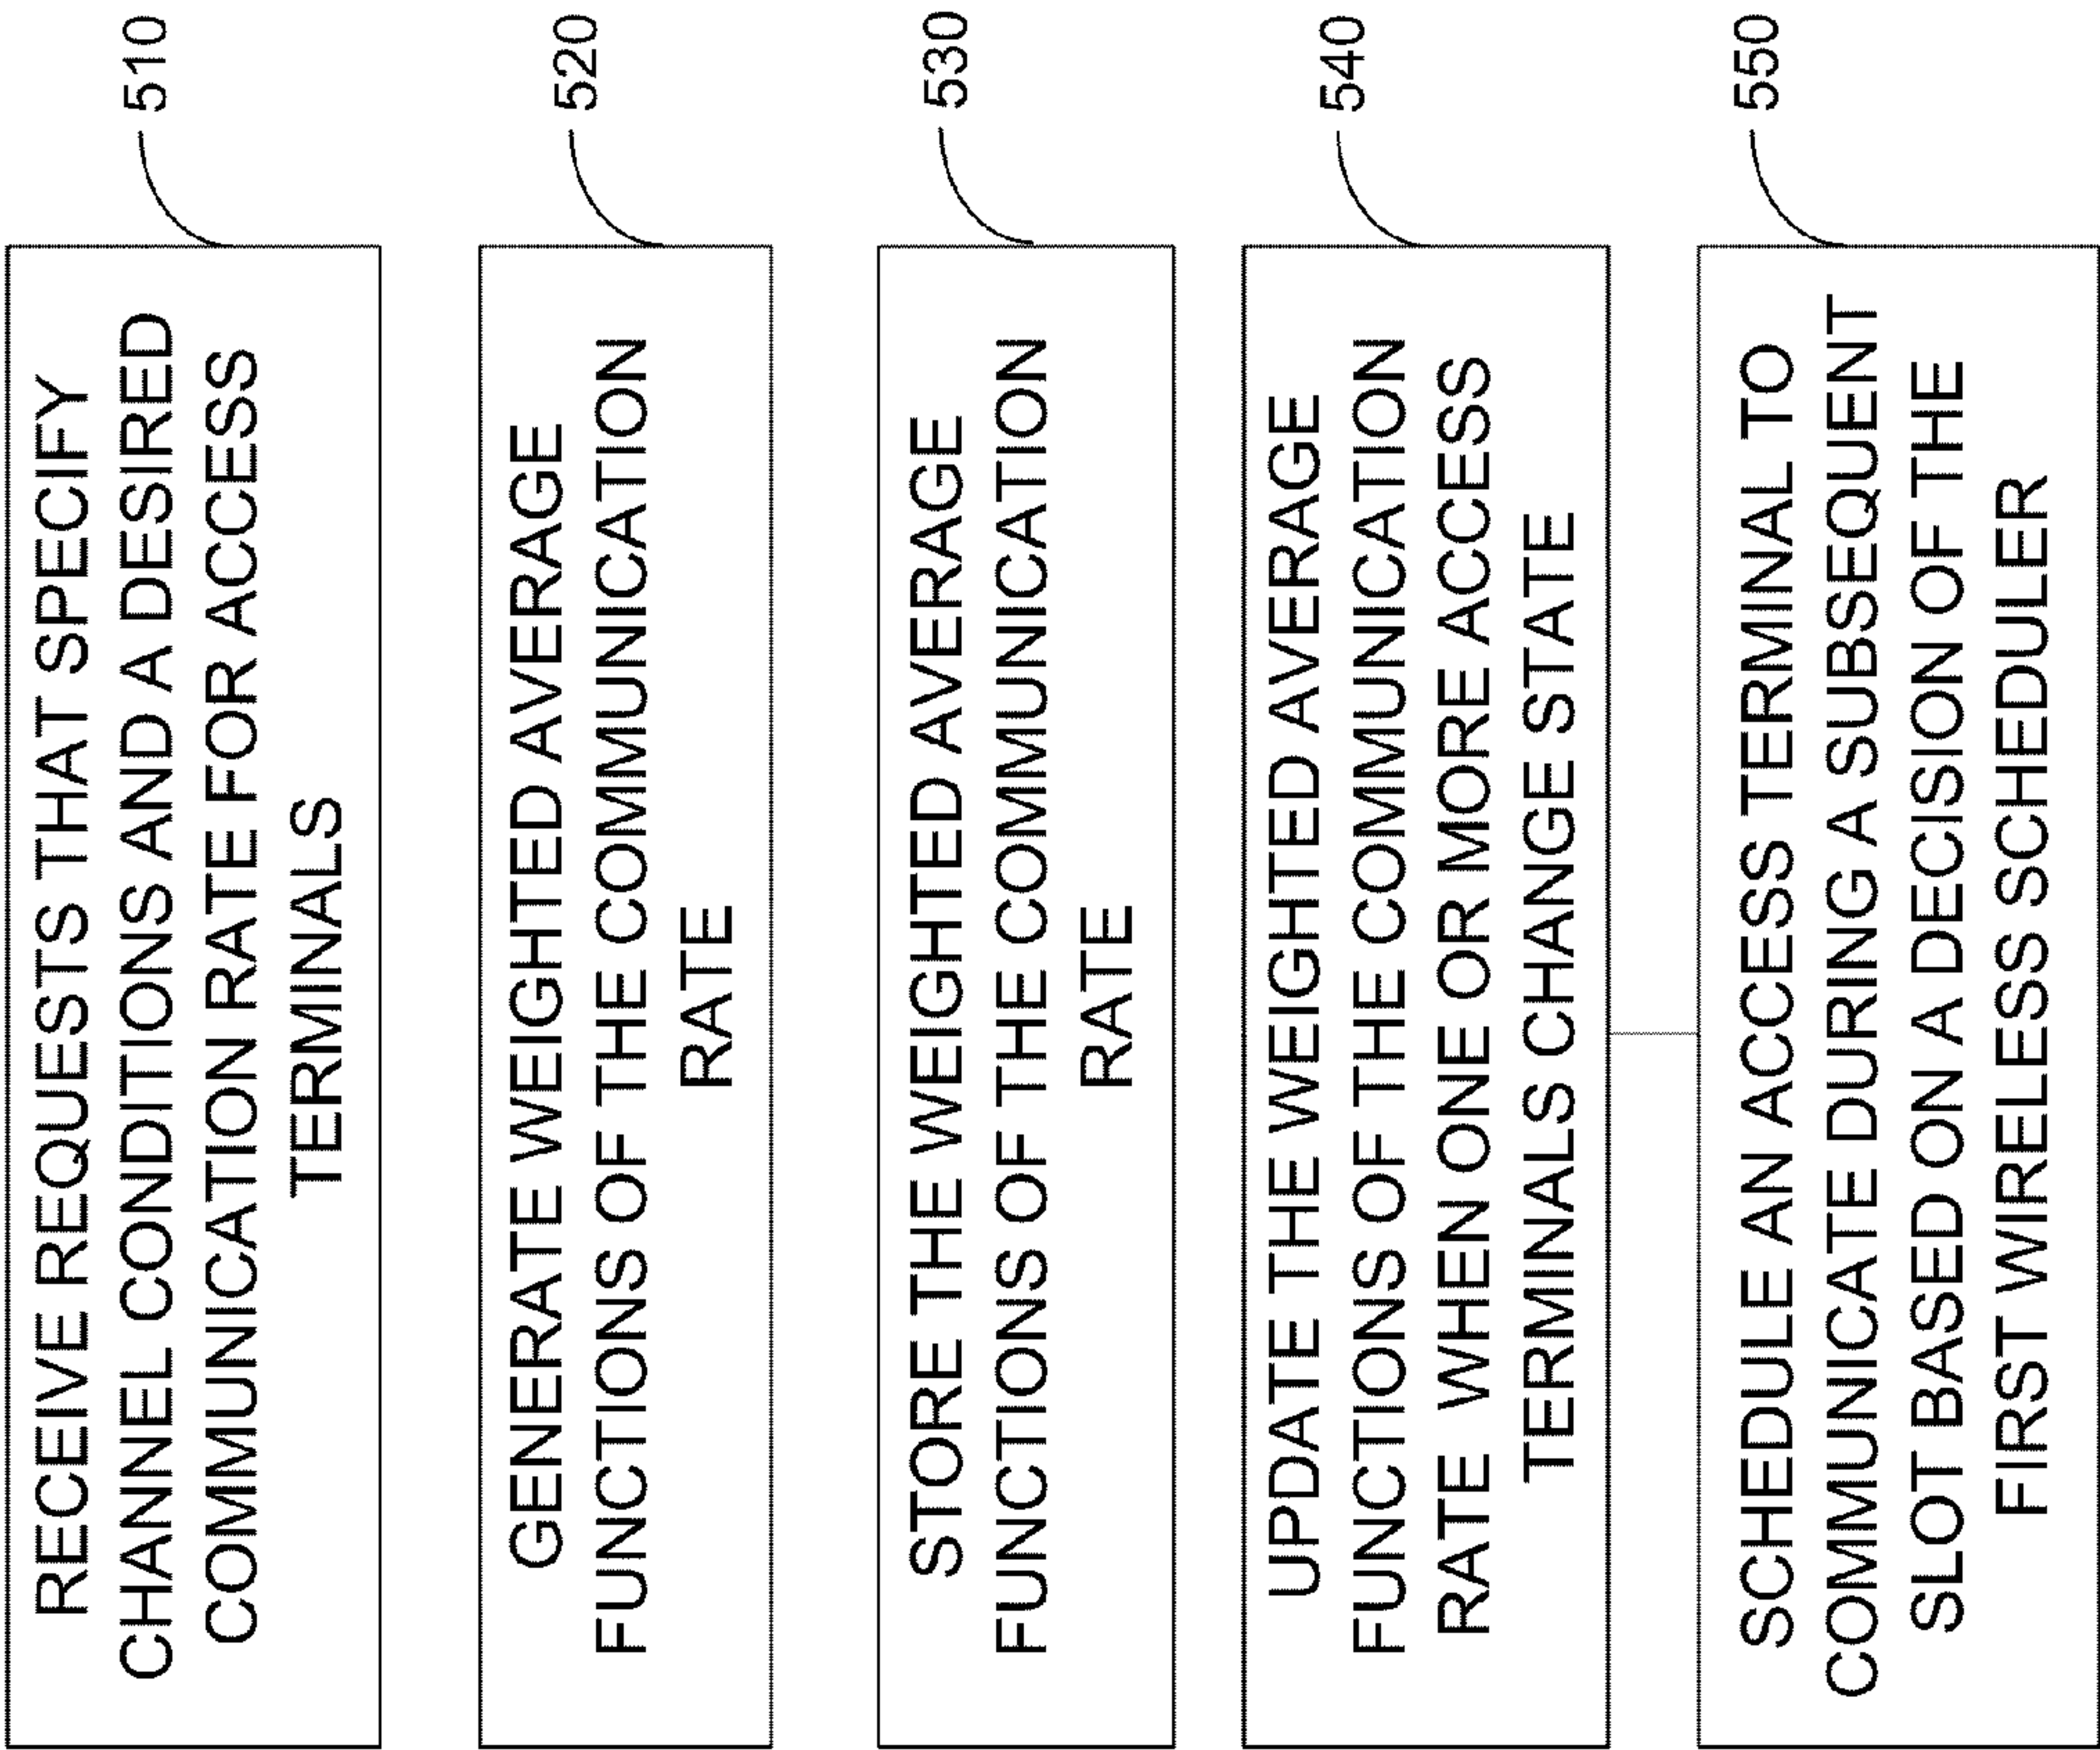 RECEIVE REQUESTS THAT SPECIFY
CHANNEL CONDITIONS AND A DESIRED
COMMUNICATION RATE FOR ACCESS
TERMINALS
510
GENERATE WEIGHTED AVERAGE
FUNCTIONS OF THE COMMUNICATION
RATE
520
STORE THE WEIGHTED AVERAGE
FUNCTIONS OF THE COMMUNICATION
RATE
530
UPDATE THE WEIGHTED AVERAGE
FUNCTIONS OF THE COMMUNICATION
RATE WHEN ONE OR MORE ACCESS
TERMINALS CHANGE STATE
540
SCHEDULE AN ACCESS TERMINAL TO
COMMUNICATE DURING A SUBSEQUENT
SLOT BASED ON A DECISION OF THE
FIRST WIRELESS SCHEDULER
550